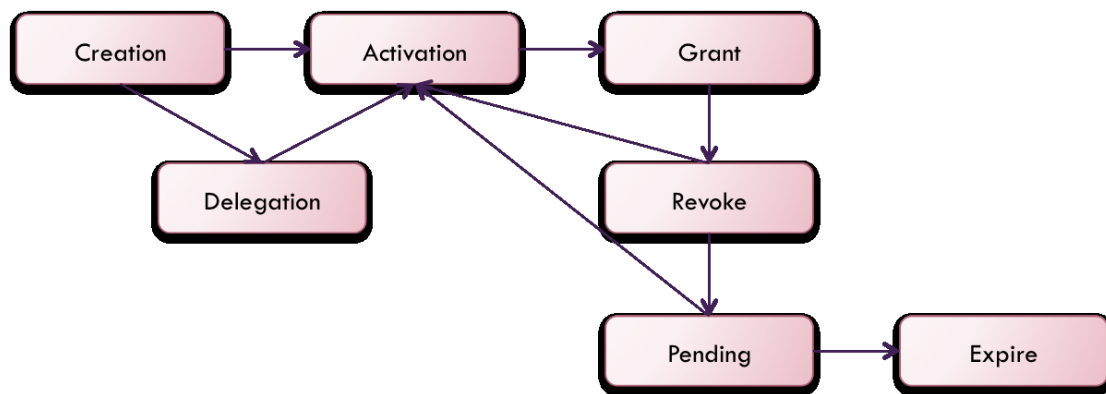 Creation
Activation
Grant
Delegation
Revoke
Pending
Expire